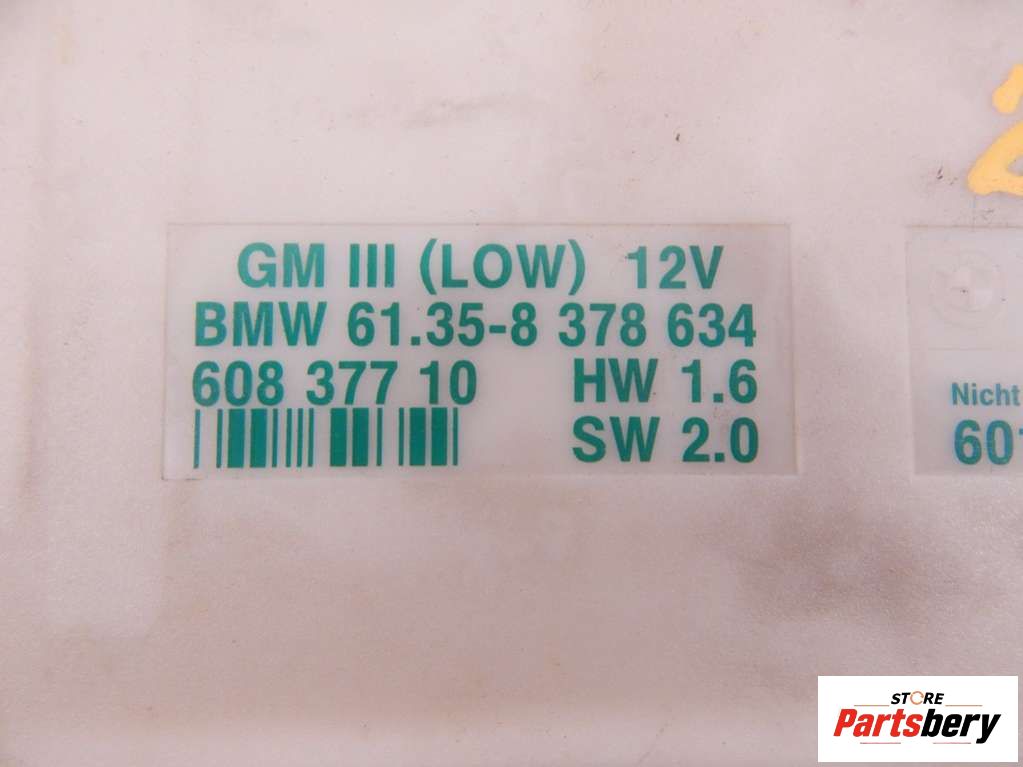 GM III (LOW) 12V
BMW 61.35-8 378 634
608 377 10 HW 1.6
SW 2.0
Nicht
601
STORE
Partsbery